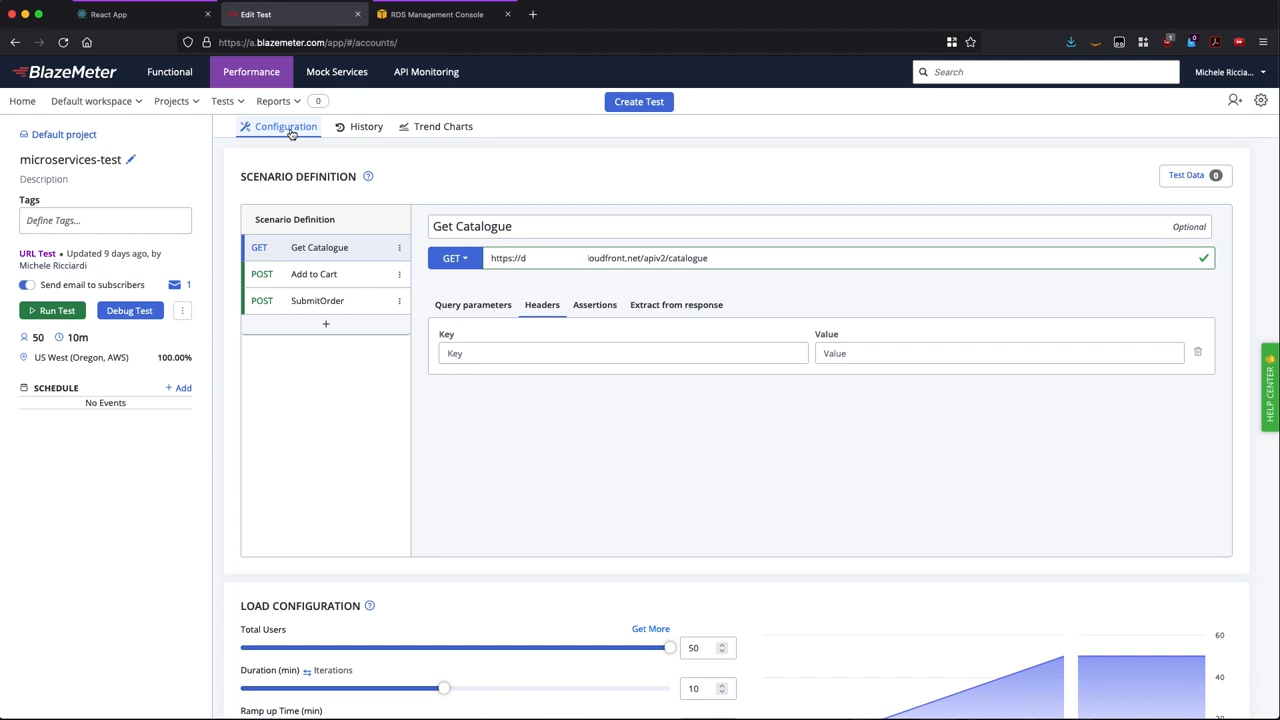 React App
Edit Test
RDS Management Console
https://a.blazemeter.com/app/#/accounts/
1
0
BlazeMeter
Functional
Performance
Mock Services
API Monitoring
Search
Michele Riccia...
Home
Default workspace
Projects
Tests
Reports
0
Create Test
Configuration
History
Trend Charts
Default project
microservices-test
Description
Tags
Define Tags...
URL Test • Updated 9 days ago, by
Michele Ricciardi
Send email to subscribers
1
Run Test
Debug Test
50
10m
US West (Oregon, AWS)
100.00%
SCHEDULE
+ Add
No Events
SCENARIO DEFINITION
Test Data 0
Scenario Definition
GET Get Catalogue
POST Add to Cart
POST SubmitOrder
+
Get Catalogue
Optional
GET
https://d loudfront.net/apiv2/catalogue
Query parameters
Headers
Assertions
Extract from response
Key
Value
Key
Value
HELP CENTER
LOAD CONFIGURATION
Total Users
Get More
50
Duration (min)
Iterations
10
Ramp up Time (min)
60
40
20